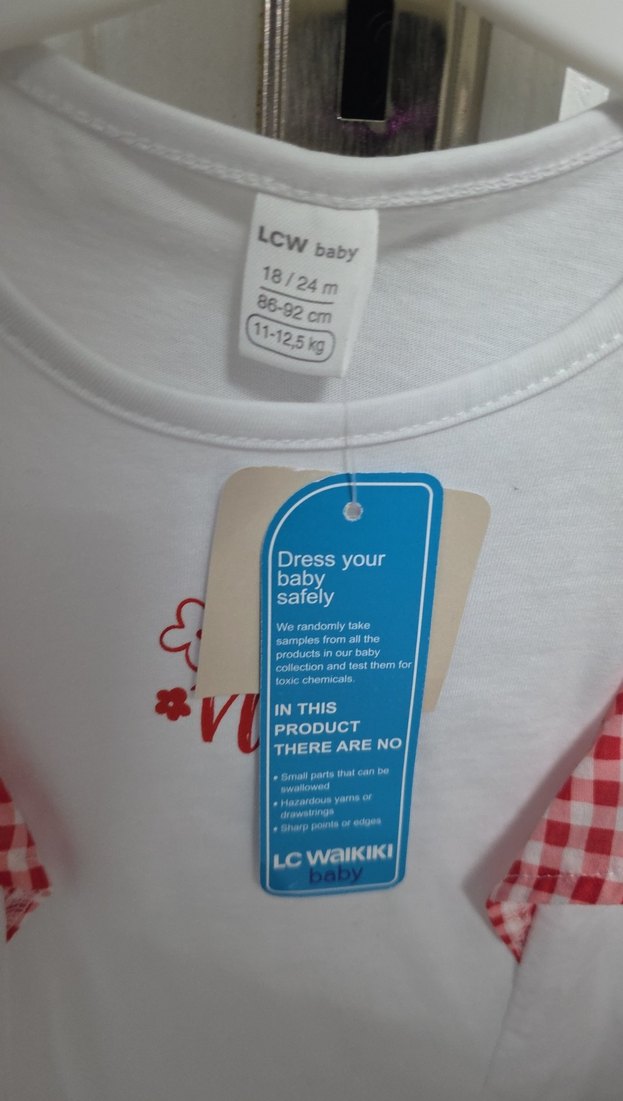 LCW baby
18 / 24 m
86-92 cm
11-12,5 kg
Dress your
baby
safely
We randomly take
samples from all the
products in our baby
collection and test them for
toxic chemicals.
IN THIS
PRODUCT
THERE ARE NO
• Small parts that can be
swallowed
• Hazardous yarns or
drawstrings
• Sharp points or edges
LC WAIKIKI
baby